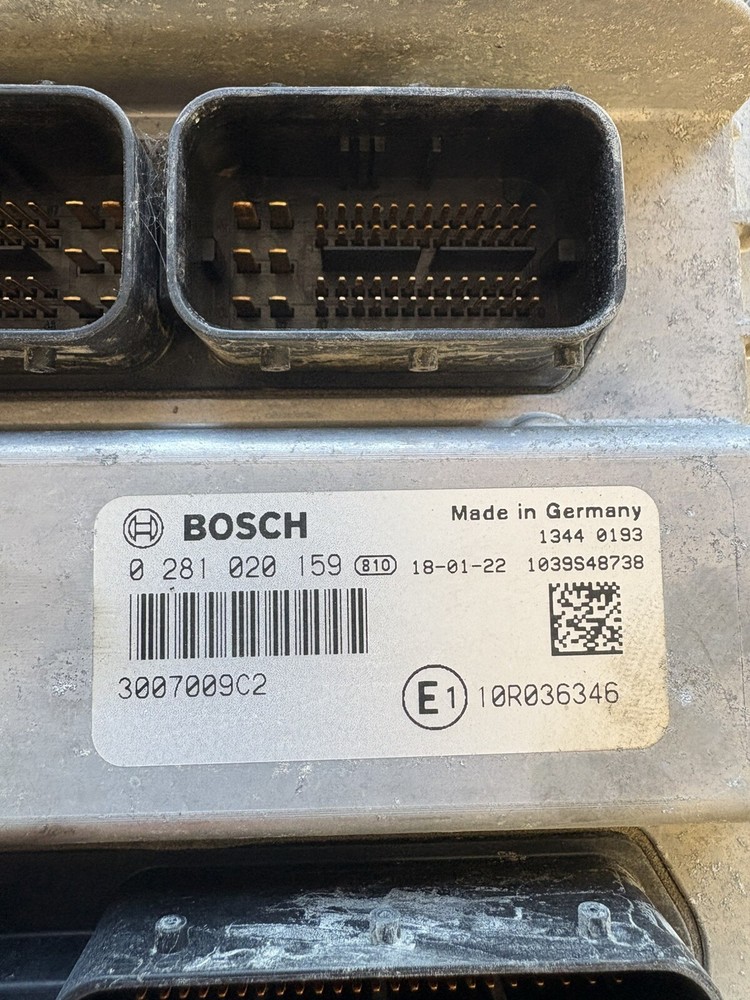 BOSCH
Made in Germany
1344 0193
0 281 020 159 810 18-01-22 1039S48738
3007009C2
E1 10R036346